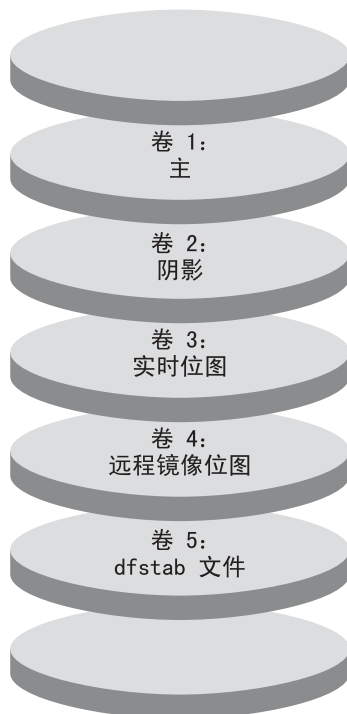 卷 1：
主
卷 2：
阴影
卷 3：
实时位图
卷 4：
远程镜像位图
卷 5：
dfstab 文件